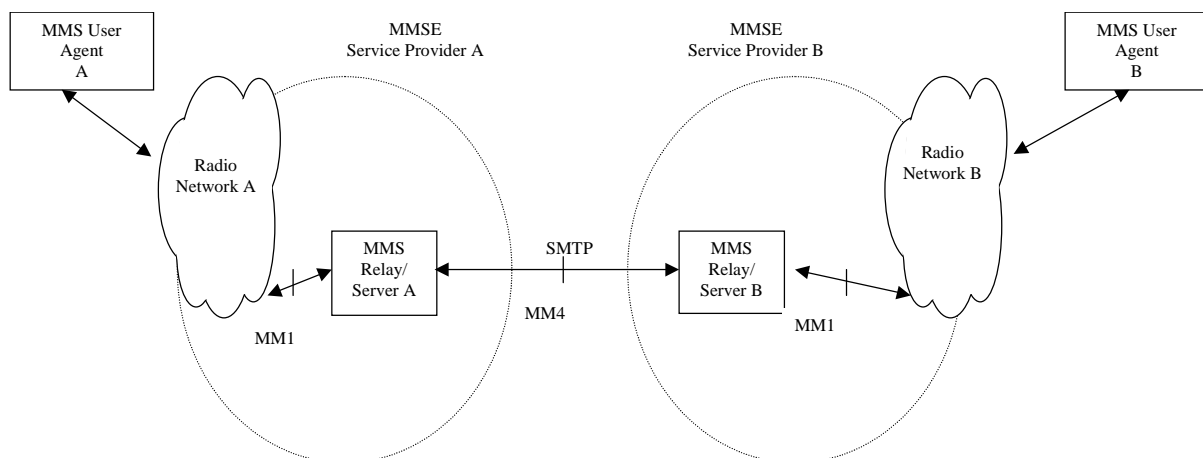 MMS User
Agent
A
MMSE
Service Provider A
MMSE
Service Provider B
MMS User
Agent
B
Radio
Network A
Radio
Network B
MMS
Relay/
Server A
SMTP
MMS
Relay/
Server B
MM1
MM4
MM1